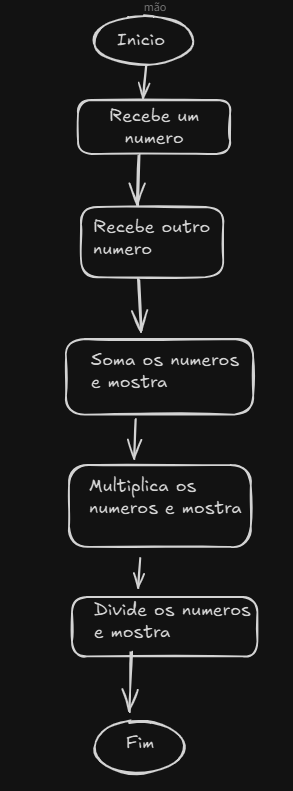 mão
Inicio
Recebe um
numero
Recebe outro
numero
Soma os numeros
e mostra
Multiplica os
numeros e mostra
Divide os numeros
e mostra
Fim